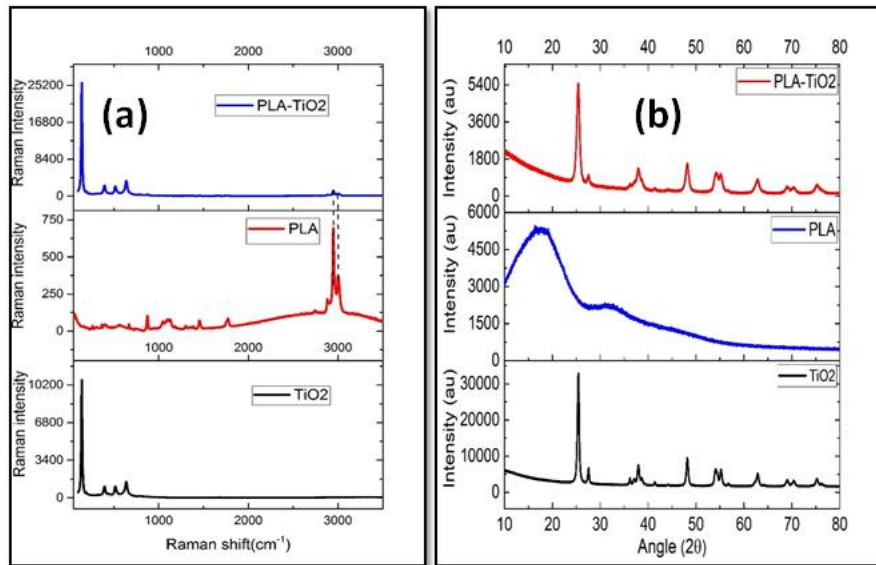 1000 2000 3000
25200
16800
8400
0
Raman Intensity
(a)
PLA-TiO2
750
500
250
0
Raman intensity
PLA
1000 2000 3000
10200
6800
3400
0
Raman intensity
TiO2
1000 2000 3000
Raman shift(cm⁻¹)
10 20 30 40 50 60 70 80
5400
3600
1800
0
Intensity (au)
(b)
PLA-TiO2
6000
4500
3000
1500
0
Intensity (au)
PLA
30000
20000
10000
0
Intensity (au)
TiO2
10 20 30 40 50 60 70 80
Angle (2θ)